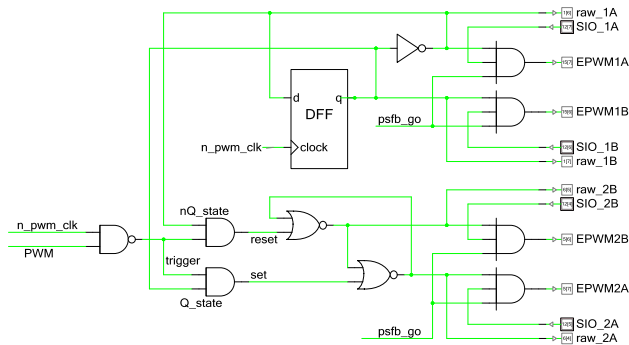 raw_1A
SIO_1A
EPWM1A
d
q
DFF
EPWM1B
psfb_go
n_pwm_clk
clock
SIO_1B
raw_1B
raw_2B
SIO_2B
nQ_state
n_pwm_clk
reset
EPWM2B
PWM
trigger
set
EPWM2A
Q_state
SIO_2A
psfb_go
raw_2A